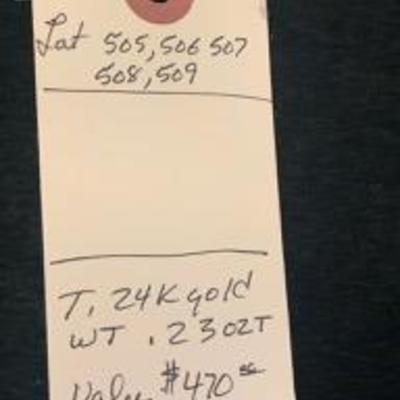 Lot 505, 506 507
508, 509
T. 24K gold
WT .23 OZT
Value $470 00